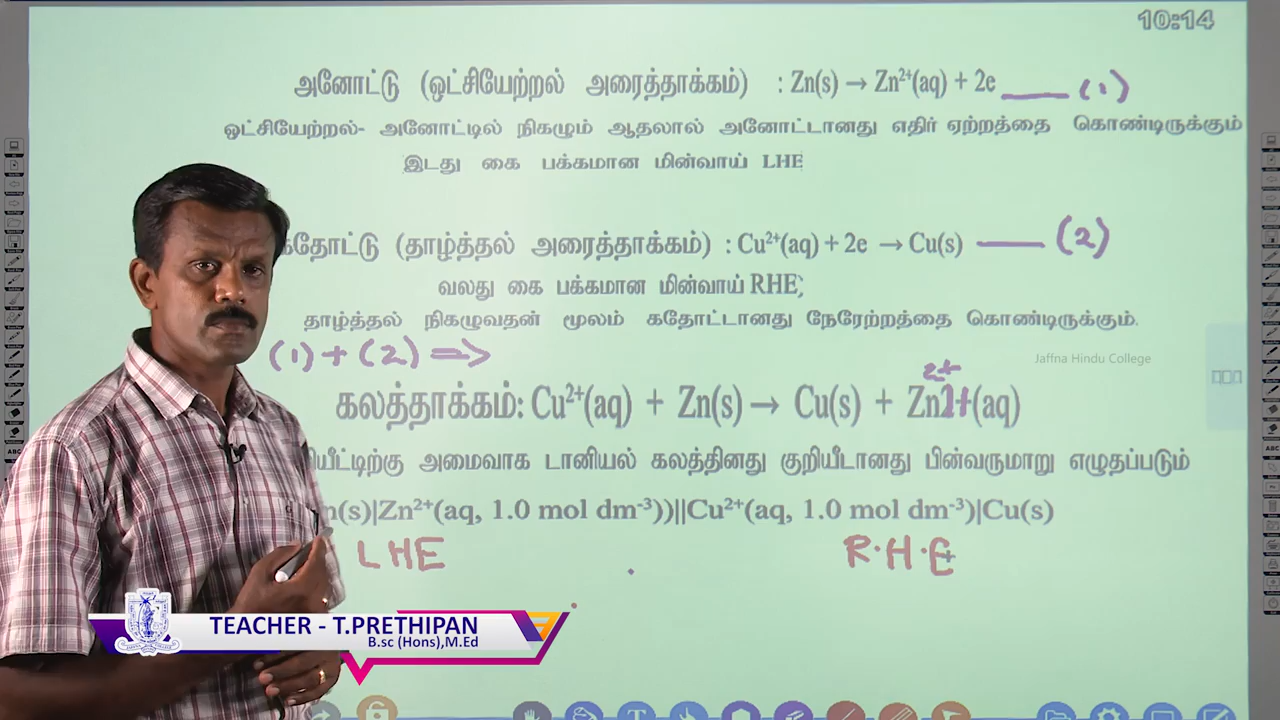 10:14
அனோட்டு (ஒட்சியேற்றல் அரைத்தாக்கம்) : Zn(s) → Zn²⁺(aq) + 2e ___ (1)
ஒட்சியேற்றல்- அனோட்டில் நிகழும் ஆதலால் அனோட்டானது எதிர் ஏற்றத்தை கொண்டிருக்கும்
இடது கை பக்கமான மின்வாய் LHE
கதோட்டு (தாழ்த்தல் அரைத்தாக்கம்) : Cu²⁺(aq) + 2e → Cu(s) ___ (2)
வலது கை பக்கமான மின்வாய் RHE;
தாழ்த்தல் நிகழுவதன் மூலம் கதோட்டானது நேரேற்றத்தை கொண்டிருக்கும்.
(1) + (2) ⇒
Jaffna Hindu College
2+
கலத்தாக்கம்: Cu²⁺(aq) + Zn(s) → Cu(s) + Zn2+(aq)
அமைவாக டானியல் கலத்தினது குறியீடானது பின்வருமாறு எழுதப்படும்
n(s)|Zn²⁺(aq, 1.0 mol dm⁻³))||Cu²⁺(aq, 1.0 mol dm⁻³)|Cu(s)
LHE R.H.E
TEACHER - T.PRETHIPAN
B.sc (Hons),M.Ed
ABC